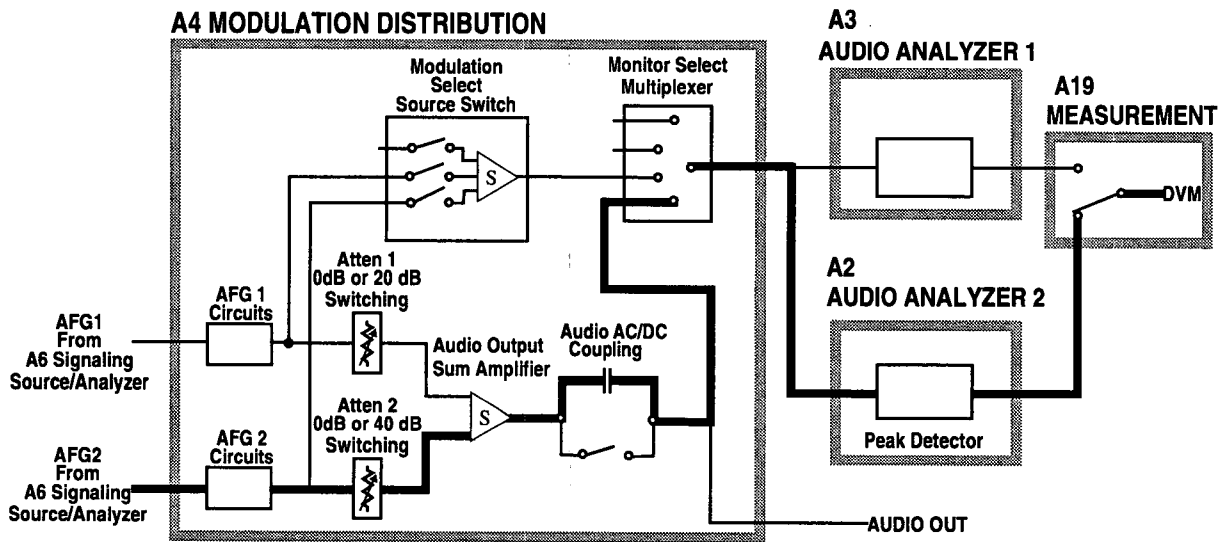 A4 MODULATION DISTRIBUTION
A3
AUDIO ANALYZER 1
A19
MEASUREMENT
Modulation
Select
Source Switch
Monitor Select
Multiplexer
S
DVM
Atten 1
0dB or 20 dB
Switching
AFG 1
Circuits
AFG1
From
A6 Signaling
Source/Analyzer
Audio Output
Sum Amplifier
Audio AC/DC
Coupling
S
A2
AUDIO ANALYZER 2
Peak Detector
Atten 2
0dB or 40 dB
Switching
AFG 2
Circuits
AFG2
From
A6 Signaling
Source/Analyzer
AUDIO OUT